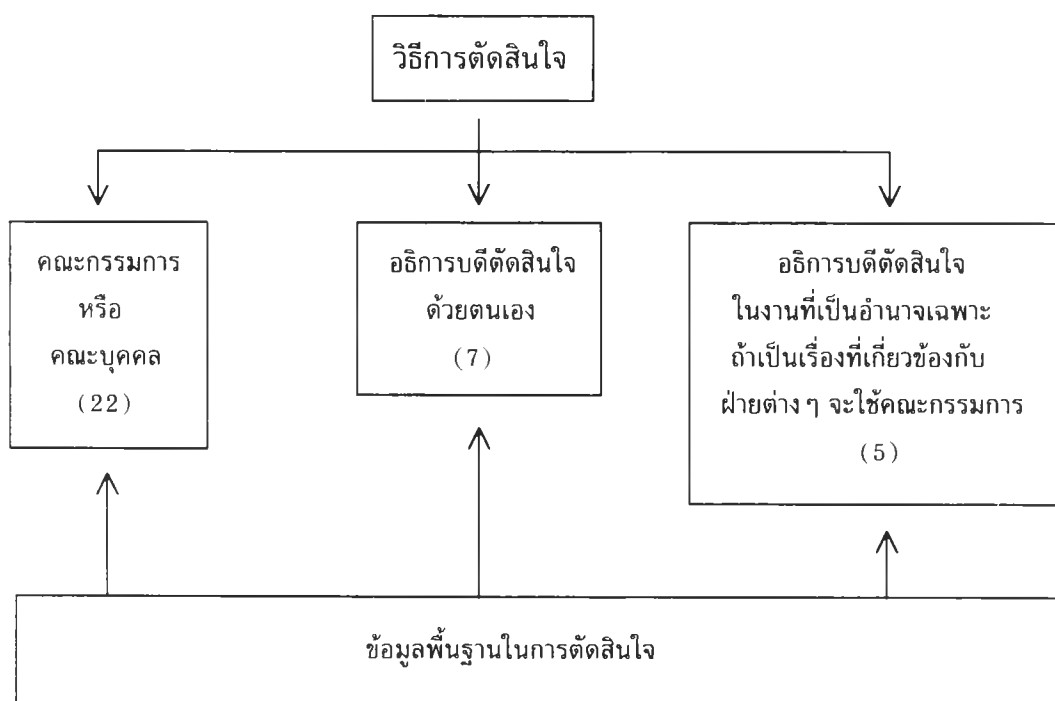 วิธีการตัดสินใจ
คณะกรรมการ
หรือ
คณะบุคคล
(22)
อธิการบดีตัดสินใจ
ด้วยตนเอง
(7)
อธิการบดีตัดสินใจ
ในงานที่เป็นอำนาจเฉพาะ
ถ้าเป็นเรื่องที่เกี่ยวข้องกับ
ฝ่ายต่าง ๆ จะใช้คณะกรรมการ
(5)
ข้อมูลพื้นฐานในการตัดสินใจ